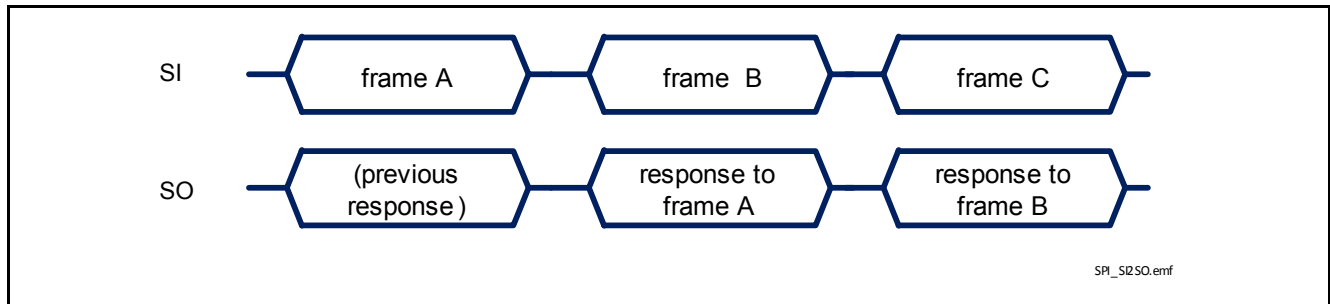 SI
frame A
frame B
frame C
SO
(previous
response)
response to
frame A
response to
frame B
SPI_SI2SO.emf